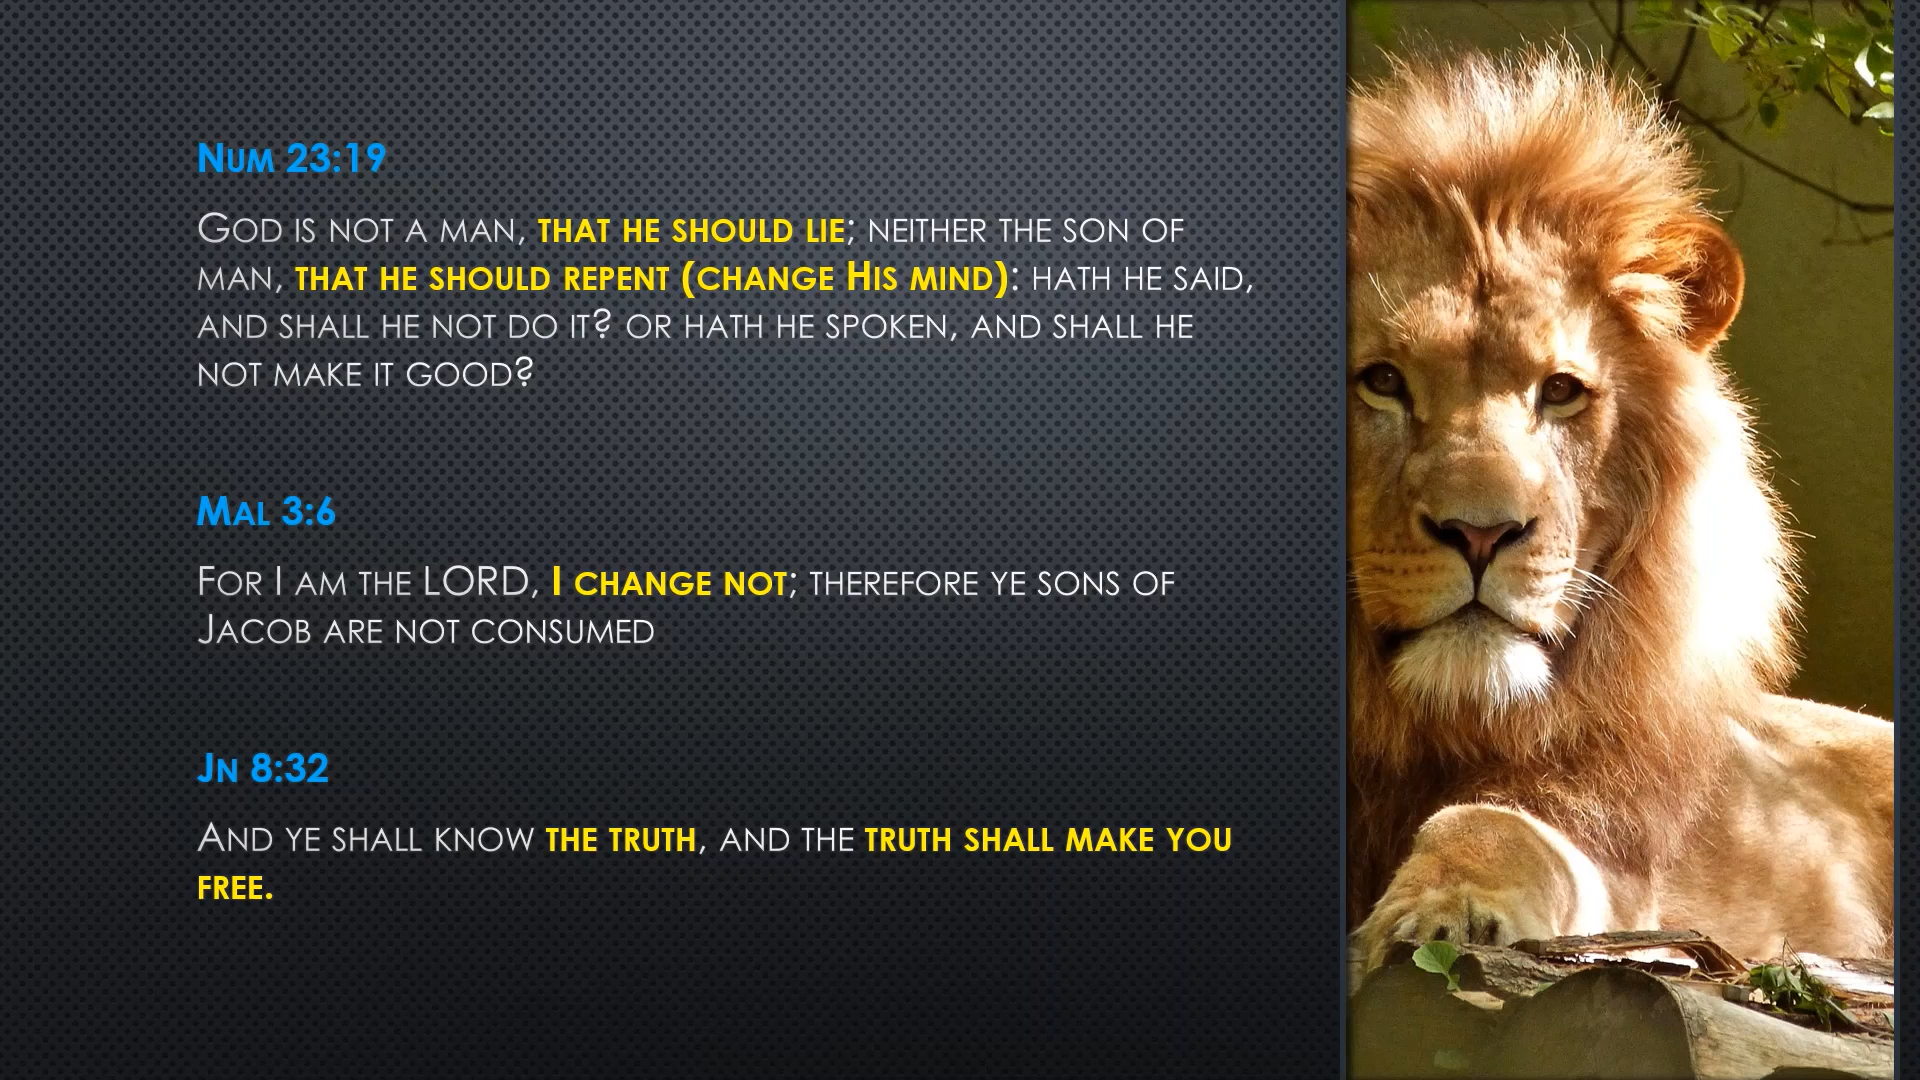 Num 23:19
God is not a man, that he should lie; neither the son of
man, that he should repent (change His mind): hath he said,
and shall he not do it? or hath he spoken, and shall he
not make it good?
Mal 3:6
For I am the LORD, I change not; therefore ye sons of
Jacob are not consumed
Jn 8:32
And ye shall know the truth, and the truth shall make you
free.